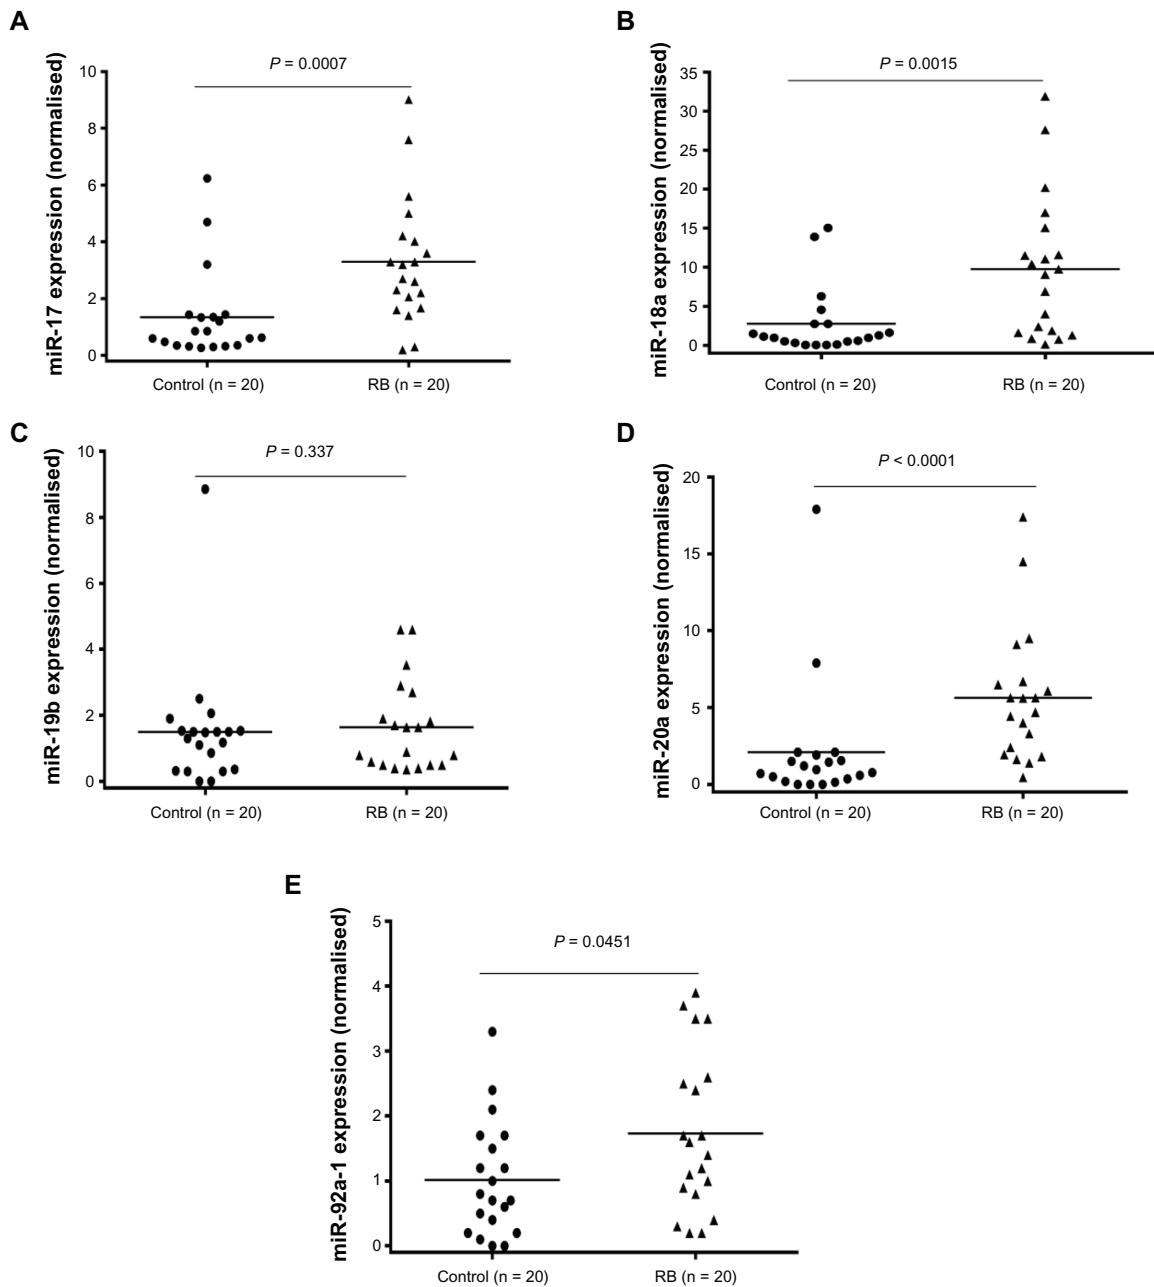 A
miR-17 expression (normalised)
P = 0.0007
10
8
6
4
2
0
Control (n = 20)
RB (n = 20)
B
miR-18a expression (normalised)
P = 0.0015
35
30
25
20
15
10
5
0
Control (n = 20)
RB (n = 20)
C
miR-19b expression (normalised)
P = 0.337
10
8
6
4
2
0
Control (n = 20)
RB (n = 20)
D
miR-20a expression (normalised)
P < 0.0001
20
15
10
5
0
Control (n = 20)
RB (n = 20)
E
miR-92a-1 expression (normalised)
P = 0.0451
5
4
3
2
1
0
Control (n = 20)
RB (n = 20)